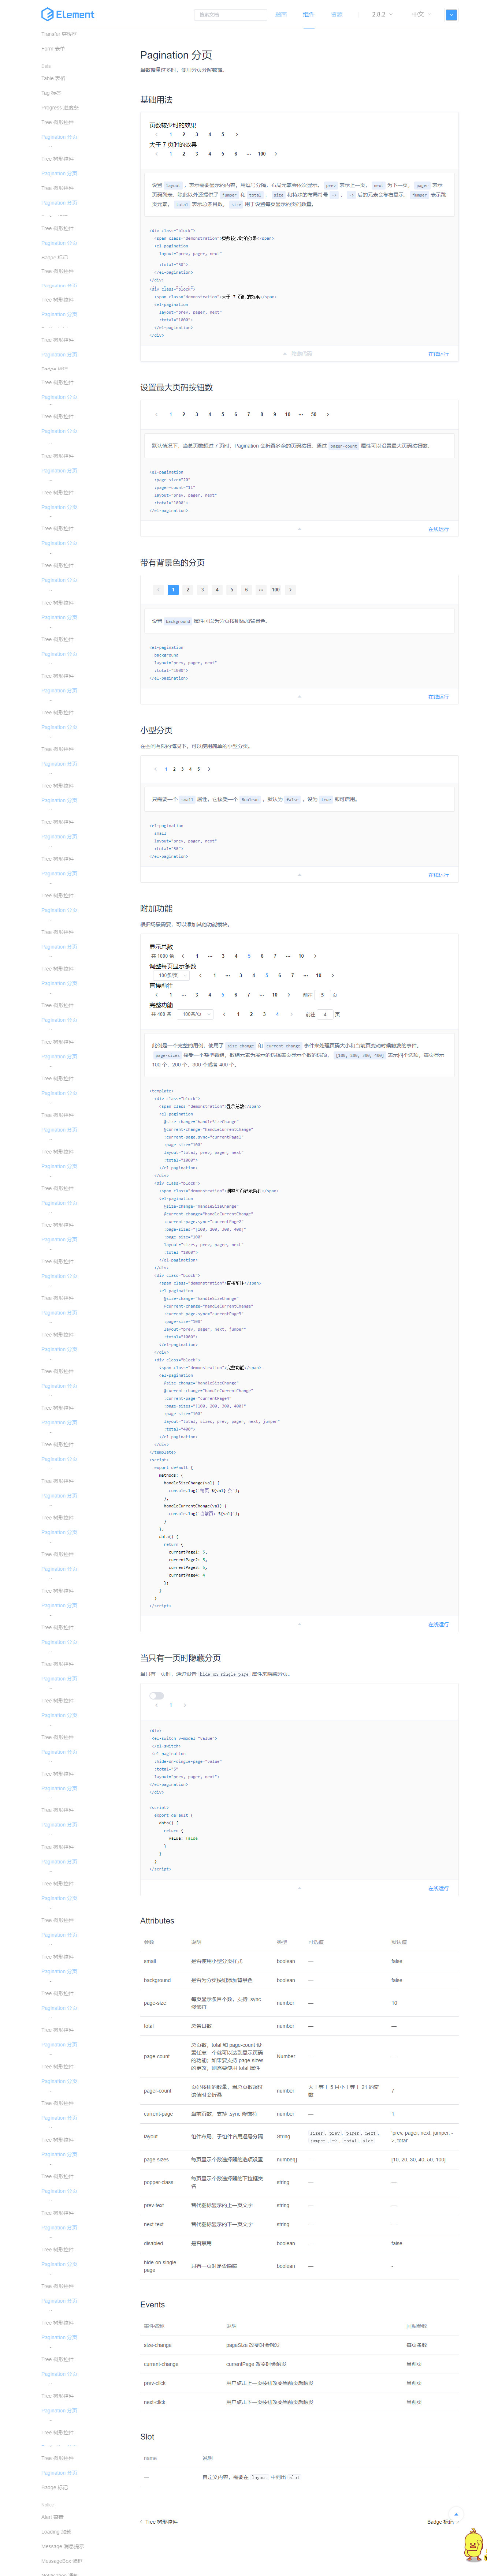 Element
搜索文档
指南
组件
资源
2.8.2
中文
Transfer 穿梭框
Form 表单
Data
Table 表格
Tag 标签
Progress 进度条
Tree 树形控件
Pagination 分页
Pagination 分页
当数据量过多时，使用分页分解数据。
基础用法
页数较少时的效果
1 2 3 4 5
大于 7 页时的效果
1 2 3 4 5 6 100
设置 layout，表示需要显示的内容，用逗号分隔，布局元素会依次显示。prev 表示上一页，next 为下一页，pager 表示
页码列表，除此以外还提供了 jumper 和 total，size 和特殊的布局符号 ->，-> 后的元素会靠右显示，jumper 表示跳
页元素，total 表示总条目数，size 用于设置每页显示的页码数量。
<div class="block">
<span class="demonstration">页数较少时的效果</span>
<el-pagination
layout="prev, pager, next"
:total="50">
</el-pagination>
</div>
<div class="block">
<span class="demonstration">大于 7 页时的效果</span>
<el-pagination
layout="prev, pager, next"
:total="1000">
</el-pagination>
</div>
隐藏代码
在线运行
设置最大页码按钮数
1 2 3 4 5 6 7 8 9 10 50
默认情况下，当总页数超过 7 页时，Pagination 会折叠多余的页码按钮。通过 pager-count 属性可以设置最大页码按钮数。
<el-pagination
:page-size="20"
:pager-count="11"
layout="prev, pager, next"
:total="1000">
</el-pagination>
在线运行
带有背景色的分页
1 2 3 4 5 6 100
设置 background 属性可以为分页按钮添加背景色。
<el-pagination
background
layout="prev, pager, next"
:total="1000">
</el-pagination>
在线运行
小型分页
在空间有限的情况下，可以使用简单的小型分页。
1 2 3 4 5
只需要一个 small 属性，它接受一个 Boolean，默认为 false，设为 true 即可启用。
<el-pagination
small
layout="prev, pager, next"
:total="50">
</el-pagination>
在线运行
附加功能
根据场景需要，可以添加其他功能模块。
显示总数
共 1000 条 1 3 4 5 6 7 10
调整每页显示条数
100条/页 1 3 4 5 6 7 10
直接前往
1 3 4 5 6 7 10 前往 5 页
完整功能
共 400 条 100条/页 1 2 3 4 前往 4 页
此例是一个完整的用例，使用了 size-change 和 current-change 事件来处理页码大小和当前页变动时候触发的事件。
page-sizes 接受一个整型数组，数组元素为展示的选择每页显示个数的选项，[100, 200, 300, 400] 表示四个选项，每页显示
100 个，200 个，300 个或者 400 个。
<template>
<div class="block">
<span class="demonstration">显示总数</span>
<el-pagination
@size-change="handleSizeChange"
@current-change="handleCurrentChange"
:current-page.sync="currentPage1"
:page-size="100"
layout="total, prev, pager, next"
:total="1000">
</el-pagination>
</div>
<div class="block">
<span class="demonstration">调整每页显示条数</span>
<el-pagination
@size-change="handleSizeChange"
@current-change="handleCurrentChange"
:current-page.sync="currentPage2"
:page-sizes="[100, 200, 300, 400]"
:page-size="100"
layout="sizes, prev, pager, next"
:total="1000">
</el-pagination>
</div>
<div class="block">
<span class="demonstration">直接前往</span>
<el-pagination
@size-change="handleSizeChange"
@current-change="handleCurrentChange"
:current-page.sync="currentPage3"
:page-size="100"
layout="prev, pager, next, jumper"
:total="1000">
</el-pagination>
</div>
<div class="block">
<span class="demonstration">完整功能</span>
<el-pagination
@size-change="handleSizeChange"
@current-change="handleCurrentChange"
:current-page="currentPage4"
:page-sizes="[100, 200, 300, 400]"
:page-size="100"
layout="total, sizes, prev, pager, next, jumper"
:total="400">
</el-pagination>
</div>
</template>
<script>
export default {
methods: {
handleSizeChange(val) {
console.log(`每页 ${val} 条`);
},
handleCurrentChange(val) {
console.log(`当前页: ${val}`);
}
},
data() {
return {
currentPage1: 5,
currentPage2: 5,
currentPage3: 5,
currentPage4: 4
};
}
}
</script>
在线运行
当只有一页时隐藏分页
当只有一页时，通过设置 hide-on-single-page 属性来隐藏分页。
1
<div>
<el-switch v-model="value">
</el-switch>
<el-pagination
:hide-on-single-page="value"
:total="5"
layout="prev, pager, next">
</el-pagination>
</div>
<script>
export default {
data() {
return {
value: false
}
}
}
</script>
在线运行
Attributes
参数 说明 类型 可选值 默认值
small 是否使用小型分页样式 boolean — false
background 是否为分页按钮添加背景色 boolean — false
page-size 每页显示条目个数，支持 .sync 修饰符 number — 10
total 总条目数 number — —
page-count 总页数，total 和 page-count 设置任意一个就可以达到显示页码的功能；如果要支持 page-sizes 的更改，则需要使用 total 属性 Number — —
pager-count 页码按钮的数量，当总页数超过该值时会折叠 number 大于等于 5 且小于等于 21 的奇数 7
current-page 当前页数，支持 .sync 修饰符 number — 1
layout 组件布局，子组件名用逗号分隔 String sizes, prev, pager, next, jumper, ->, total, slot 'prev, pager, next, jumper, ->, total'
page-sizes 每页显示个数选择器的选项设置 number[] — [10, 20, 30, 40, 50, 100]
popper-class 每页显示个数选择器的下拉框类名 string — —
prev-text 替代图标显示的上一页文字 string — —
next-text 替代图标显示的下一页文字 string — —
disabled 是否禁用 boolean — false
hide-on-single-page 只有一页时是否隐藏 boolean — -
Events
事件名称 说明 回调参数
size-change pageSize 改变时会触发 每页条数
current-change currentPage 改变时会触发 当前页
prev-click 用户点击上一页按钮改变当前页后触发 当前页
next-click 用户点击下一页按钮改变当前页后触发 当前页
Slot
name 说明
— 自定义内容，需要在 layout 中列出 slot
Tree 树形控件
Badge 标记
Tree 树形控件
Pagination 分页
Badge 标记
Notice
Alert 警告
Loading 加载
Message 消息提示
MessageBox 弹框